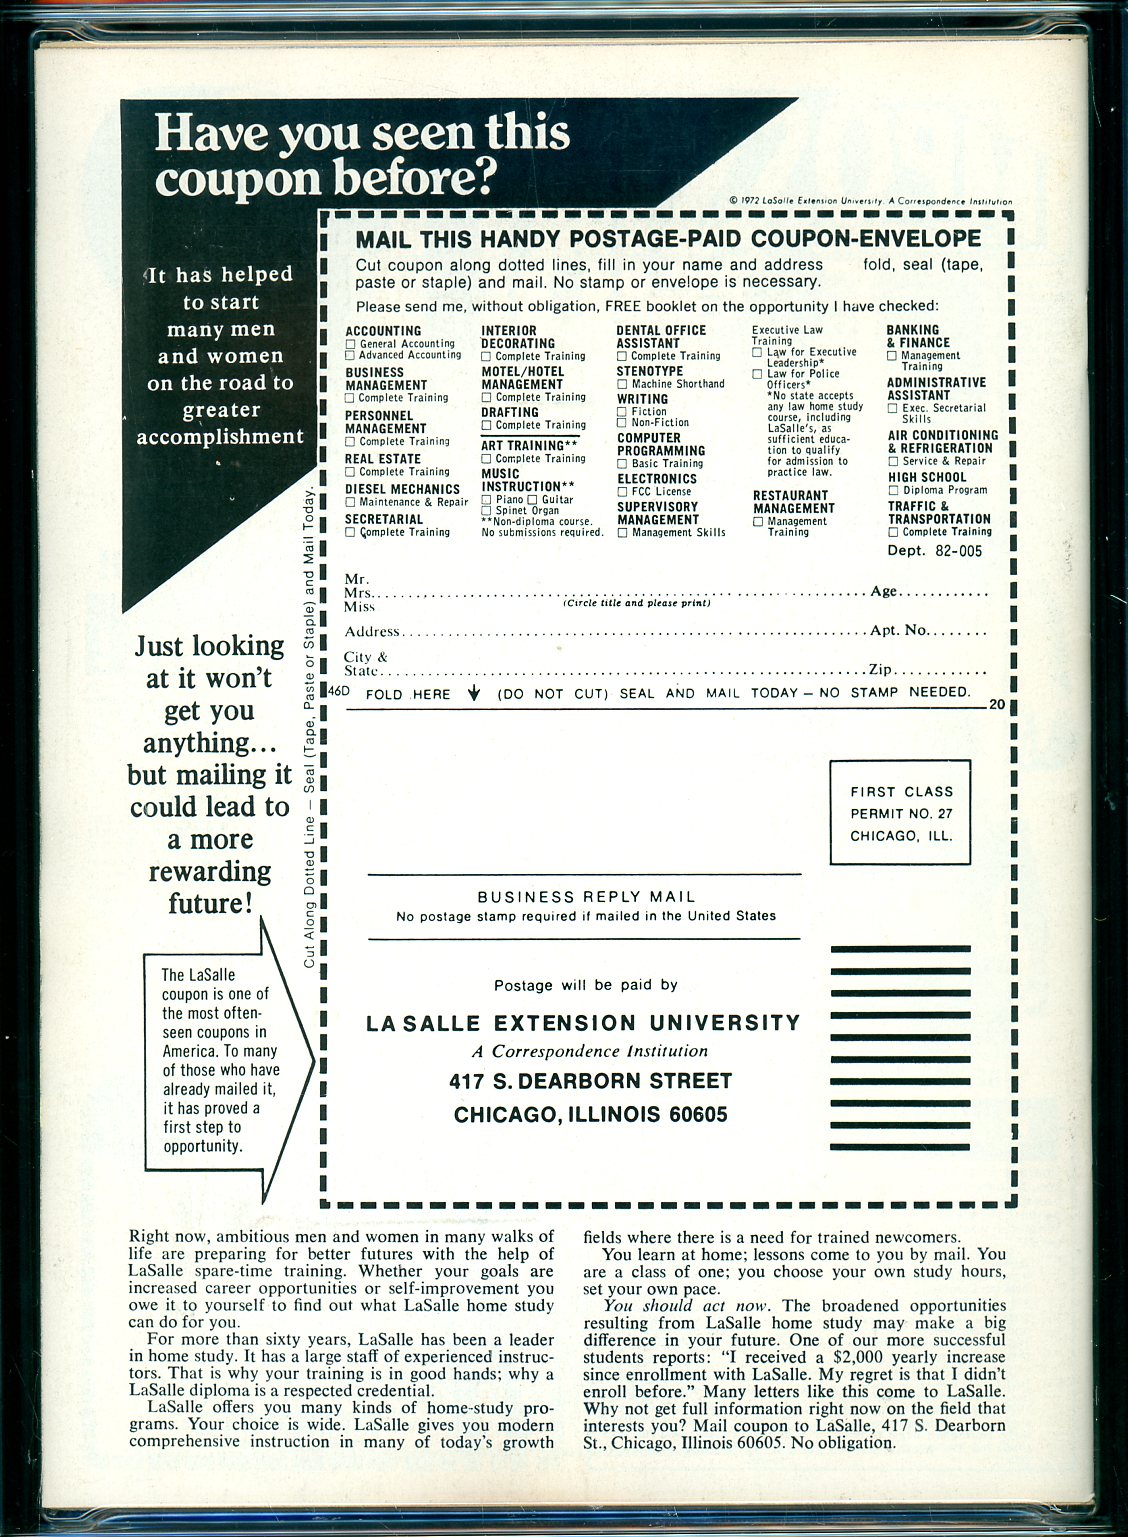 Have you seen this
coupon before?
© 1972 LaSalle Extension University. A Correspondence Institution
It has helped
to start
many men
and women
on the road to
greater
accomplishment
MAIL THIS HANDY POSTAGE-PAID COUPON-ENVELOPE
Cut coupon along dotted lines, fill in your name and address fold, seal (tape,
paste or staple) and mail. No stamp or envelope is necessary.
Please send me, without obligation, FREE booklet on the opportunity I have checked:
ACCOUNTING
□ General Accounting
□ Advanced Accounting
BUSINESS
MANAGEMENT
□ Complete Training
PERSONNEL
MANAGEMENT
□ Complete Training
REAL ESTATE
□ Complete Training
DIESEL MECHANICS
□ Maintenance & Repair
SECRETARIAL
□ Complete Training
INTERIOR
DECORATING
□ Complete Training
MOTEL/HOTEL
MANAGEMENT
□ Complete Training
DRAFTING
□ Complete Training
ART TRAINING**
□ Complete Training
MUSIC
INSTRUCTION**
□ Piano □ Guitar
□ Spinet Organ
**Non-diploma course.
No submissions required.
DENTAL OFFICE
ASSISTANT
□ Complete Training
STENOTYPE
□ Machine Shorthand
WRITING
□ Fiction
□ Non-Fiction
COMPUTER
PROGRAMMING
□ Basic Training
ELECTRONICS
□ FCC License
SUPERVISORY
MANAGEMENT
□ Management Skills
Executive Law
Training
□ Law for Executive
Leadership*
□ Law for Police
Officers*
*No state accepts
any law home study
course, including
LaSalle's, as
sufficient educa-
tion to qualify
for admission to
practice law.
RESTAURANT
MANAGEMENT
□ Management
Training
BANKING
& FINANCE
□ Management
Training
ADMINISTRATIVE
ASSISTANT
□ Exec. Secretarial
Skills
AIR CONDITIONING
& REFRIGERATION
□ Service & Repair
HIGH SCHOOL
□ Diploma Program
TRAFFIC &
TRANSPORTATION
□ Complete Training
Dept. 82-005
Mr.
Mrs. Age
Miss (Circle title and please print)
Address Apt. No.
City &
State Zip
46D FOLD HERE (DO NOT CUT) SEAL AND MAIL TODAY – NO STAMP NEEDED.
20
Cut Along Dotted Line – Seal (Tape, Paste or Staple) and Mail Today.
Just looking
at it won't
get you
anything...
but mailing it
could lead to
a more
rewarding
future!
The LaSalle
coupon is one of
the most often-
seen coupons in
America. To many
of those who have
already mailed it,
it has proved a
first step to
opportunity.
FIRST CLASS
PERMIT NO. 27
CHICAGO, ILL.
BUSINESS REPLY MAIL
No postage stamp required if mailed in the United States
Postage will be paid by
LA SALLE EXTENSION UNIVERSITY
A Correspondence Institution
417 S. DEARBORN STREET
CHICAGO, ILLINOIS 60605
Right now, ambitious men and women in many walks of
life are preparing for better futures with the help of
LaSalle spare-time training. Whether your goals are
increased career opportunities or self-improvement you
owe it to yourself to find out what LaSalle home study
can do for you.
For more than sixty years, LaSalle has been a leader
in home study. It has a large staff of experienced instruc-
tors. That is why your training is in good hands; why a
LaSalle diploma is a respected credential.
LaSalle offers you many kinds of home-study pro-
grams. Your choice is wide. LaSalle gives you modern
comprehensive instruction in many of today's growth
fields where there is a need for trained newcomers.
You learn at home; lessons come to you by mail. You
are a class of one; you choose your own study hours,
set your own pace.
You should act now. The broadened opportunities
resulting from LaSalle home study may make a big
difference in your future. One of our more successful
students reports: "I received a $2,000 yearly increase
since enrollment with LaSalle. My regret is that I didn't
enroll before." Many letters like this come to LaSalle.
Why not get full information right now on the field that
interests you? Mail coupon to LaSalle, 417 S. Dearborn
St., Chicago, Illinois 60605. No obligation.